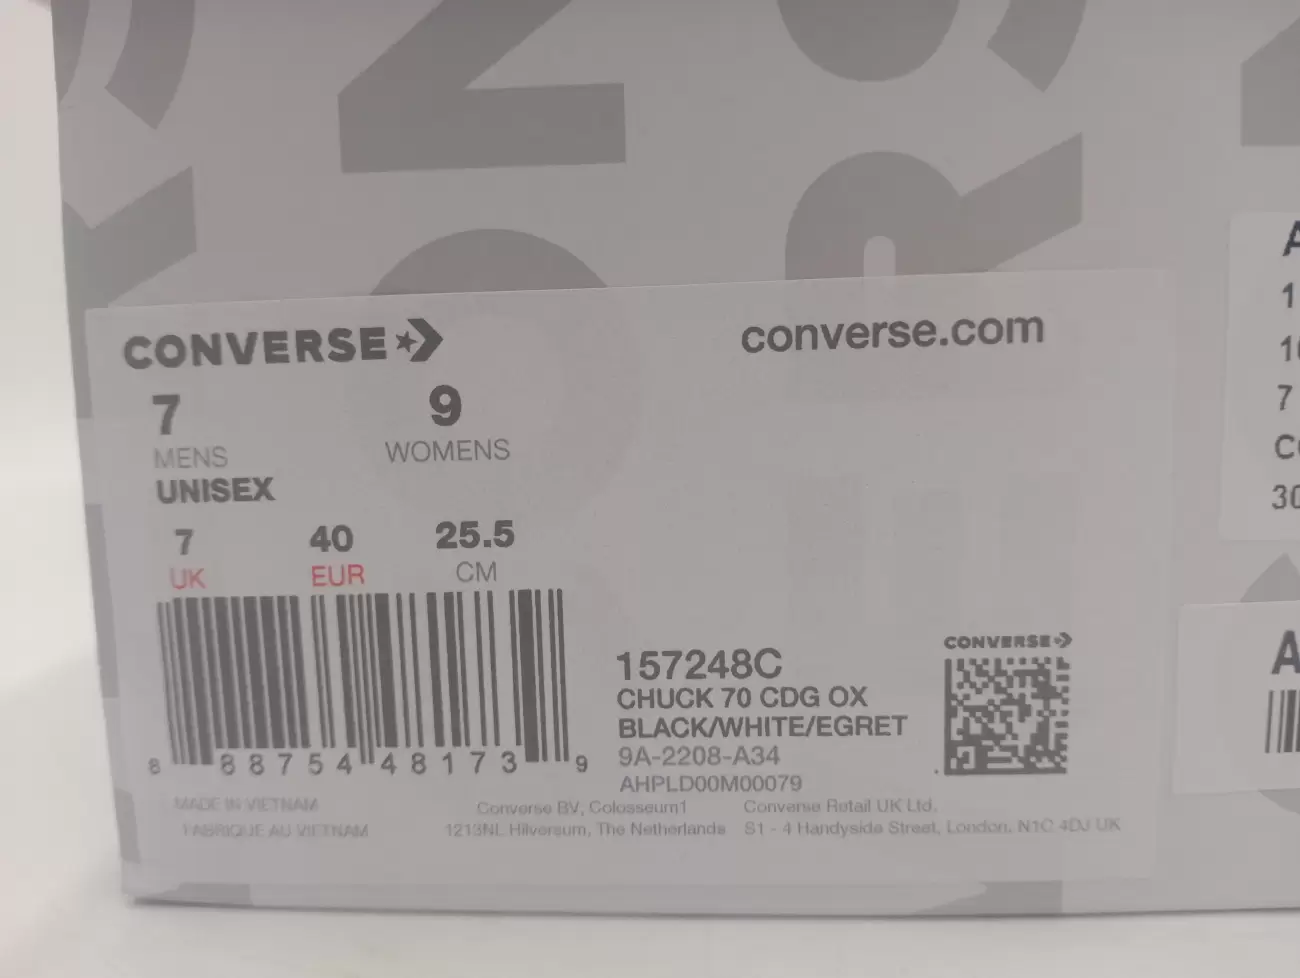 CONVERSE
converse.com
7 9
MENS WOMENS
UNISEX
7 40 25.5
UK EUR CM
8 88754 48173 9
157248C
CHUCK 70 CDG OX
BLACK/WHITE/EGRET
9A-2208-A34
AHPLD00M00079
CONVERSE
MADE IN VIETNAM
FABRIQUE AU VIETNAM
Converse BV, Colosseum1
1213NL Hilversum, The Netherlands
Converse Retail UK Ltd.
S1 - 4 Handyside Street, London, N1C 4DJ UK
7